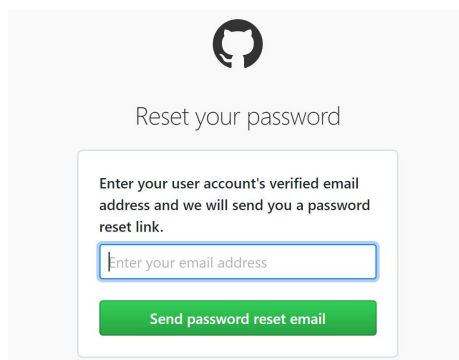 Reset your password
Enter your user account's verified email
address and we will send you a password
reset link.
Enter your email address
Send password reset email